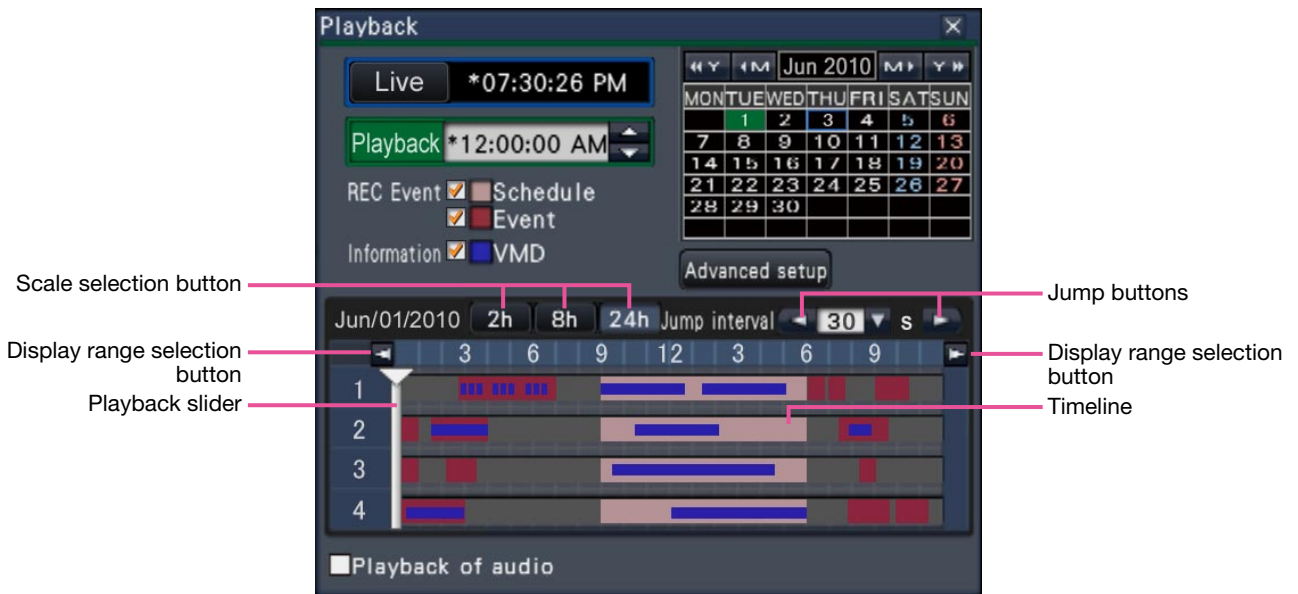 Playback
Live *07:30:26 PM
Playback *12:00:00 AM
REC Event Schedule
Event
Information VMD
Y M Jun 2010 M Y
MON TUE WED THU FRI SAT SUN
1 2 3 4 5 6
7 8 9 10 11 12 13
14 15 16 17 18 19 20
21 22 23 24 25 26 27
28 29 30
Advanced setup
Scale selection button
Jump buttons
Jun/01/2010 2h 8h 24h Jump interval 30 s
Display range selection
button
3 6 9 12 3 6 9
Display range selection
button
Playback slider
Timeline
1
2
3
4
Playback of audio